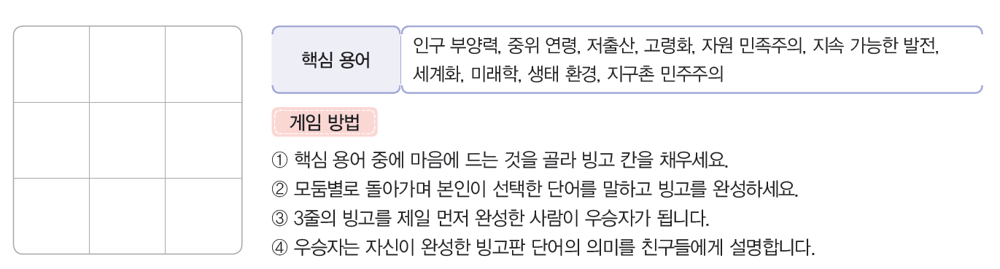 핵심 용어
인구 부양력, 중위 연령, 저출산, 고령화, 자원 민족주의, 지속 가능한 발전,
세계화, 미래학, 생태 환경, 지구촌 민주주의
게임 방법
① 핵심 용어 중에 마음에 드는 것을 골라 빙고 칸을 채우세요.
② 모둠별로 돌아가며 본인이 선택한 단어를 말하고 빙고를 완성하세요.
③ 3줄의 빙고를 제일 먼저 완성한 사람이 우승자가 됩니다.
④ 우승자는 자신이 완성한 빙고판 단어의 의미를 친구들에게 설명합니다.